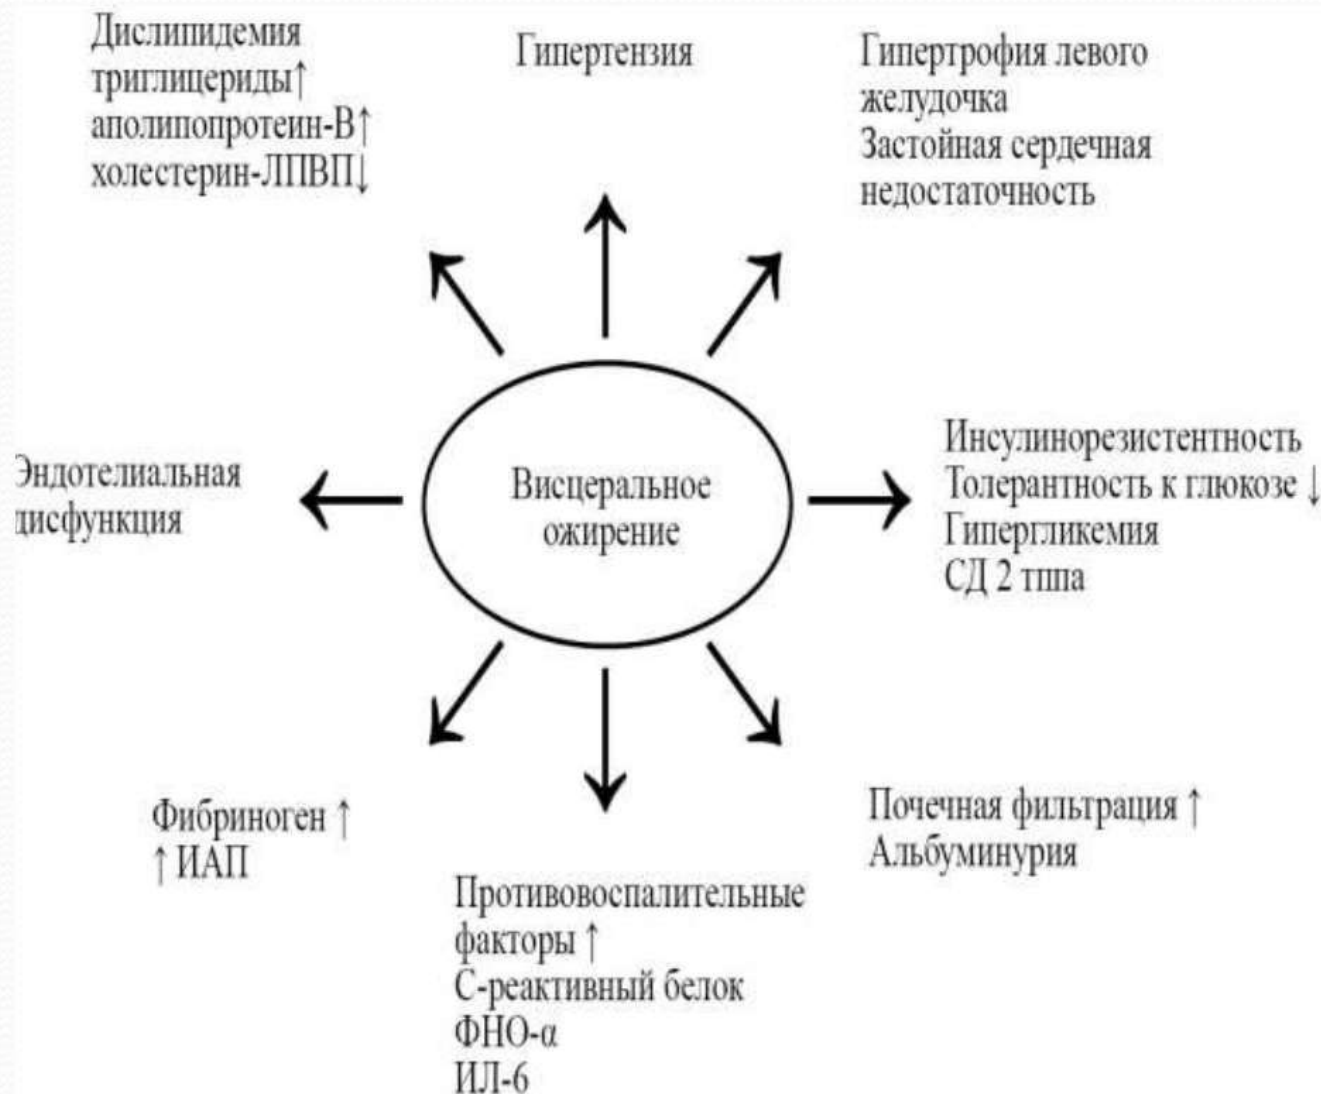 Дислипидемия
триглицериды↑
аполипопротеин-В↑
холестерин-ЛПВП↓
Гипертензия
Гипертрофия левого
желудочка
Застойная сердечная
недостаточность
Эндотелиальная
дисфункция
Висцеральное
ожирение
Инсулинорезистентность
Толерантность к глюкозе ↓
Гипергликемия
СД 2 типа
Фибриноген ↑
↑ ИАП
Противовоспалительные
факторы ↑
С-реактивный белок
ФНО-α
ИЛ-6
Почечная фильтрация ↑
Альбуминурия